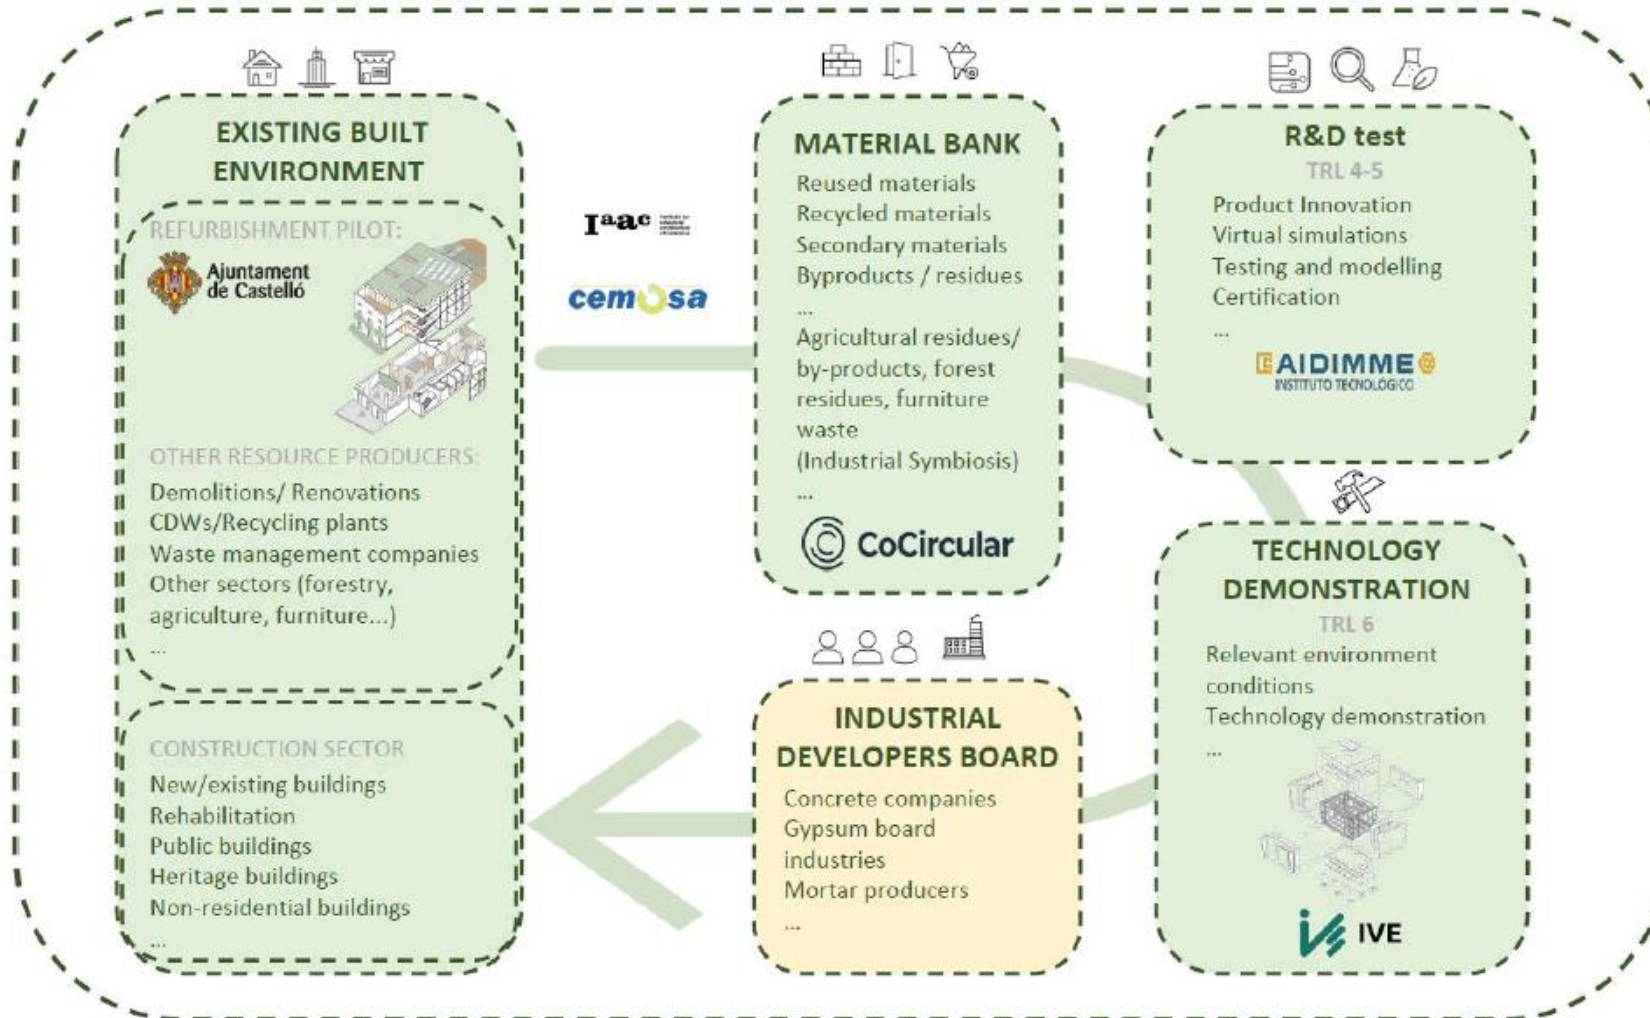 EXISTING BUILT
ENVIRONMENT
REFURBISHMENT PILOT:
Ajuntament
de Castelló
OTHER RESOURCE PRODUCERS:
Demolitions/ Renovations
CDWs/Recycling plants
Waste management companies
Other sectors (forestry,
agriculture, furniture...)
...
CONSTRUCTION SECTOR
New/existing buildings
Rehabilitation
Public buildings
Heritage buildings
Non-residential buildings
...
Iaac
cemosa
MATERIAL BANK
Reused materials
Recycled materials
Secondary materials
Byproducts / residues
...
Agricultural residues/
by-products, forest
residues, furniture
waste
(Industrial Symbiosis)
...
CoCircular
R&D test
TRL 4-5
Product Innovation
Virtual simulations
Testing and modelling
Certification
...
AIDIMME
INSTITUTO TECNOLÓGICO
TECHNOLOGY
DEMONSTRATION
TRL 6
Relevant environment
conditions
Technology demonstration
...
IVE
INDUSTRIAL
DEVELOPERS BOARD
Concrete companies
Gypsum board
industries
Mortar producers
...